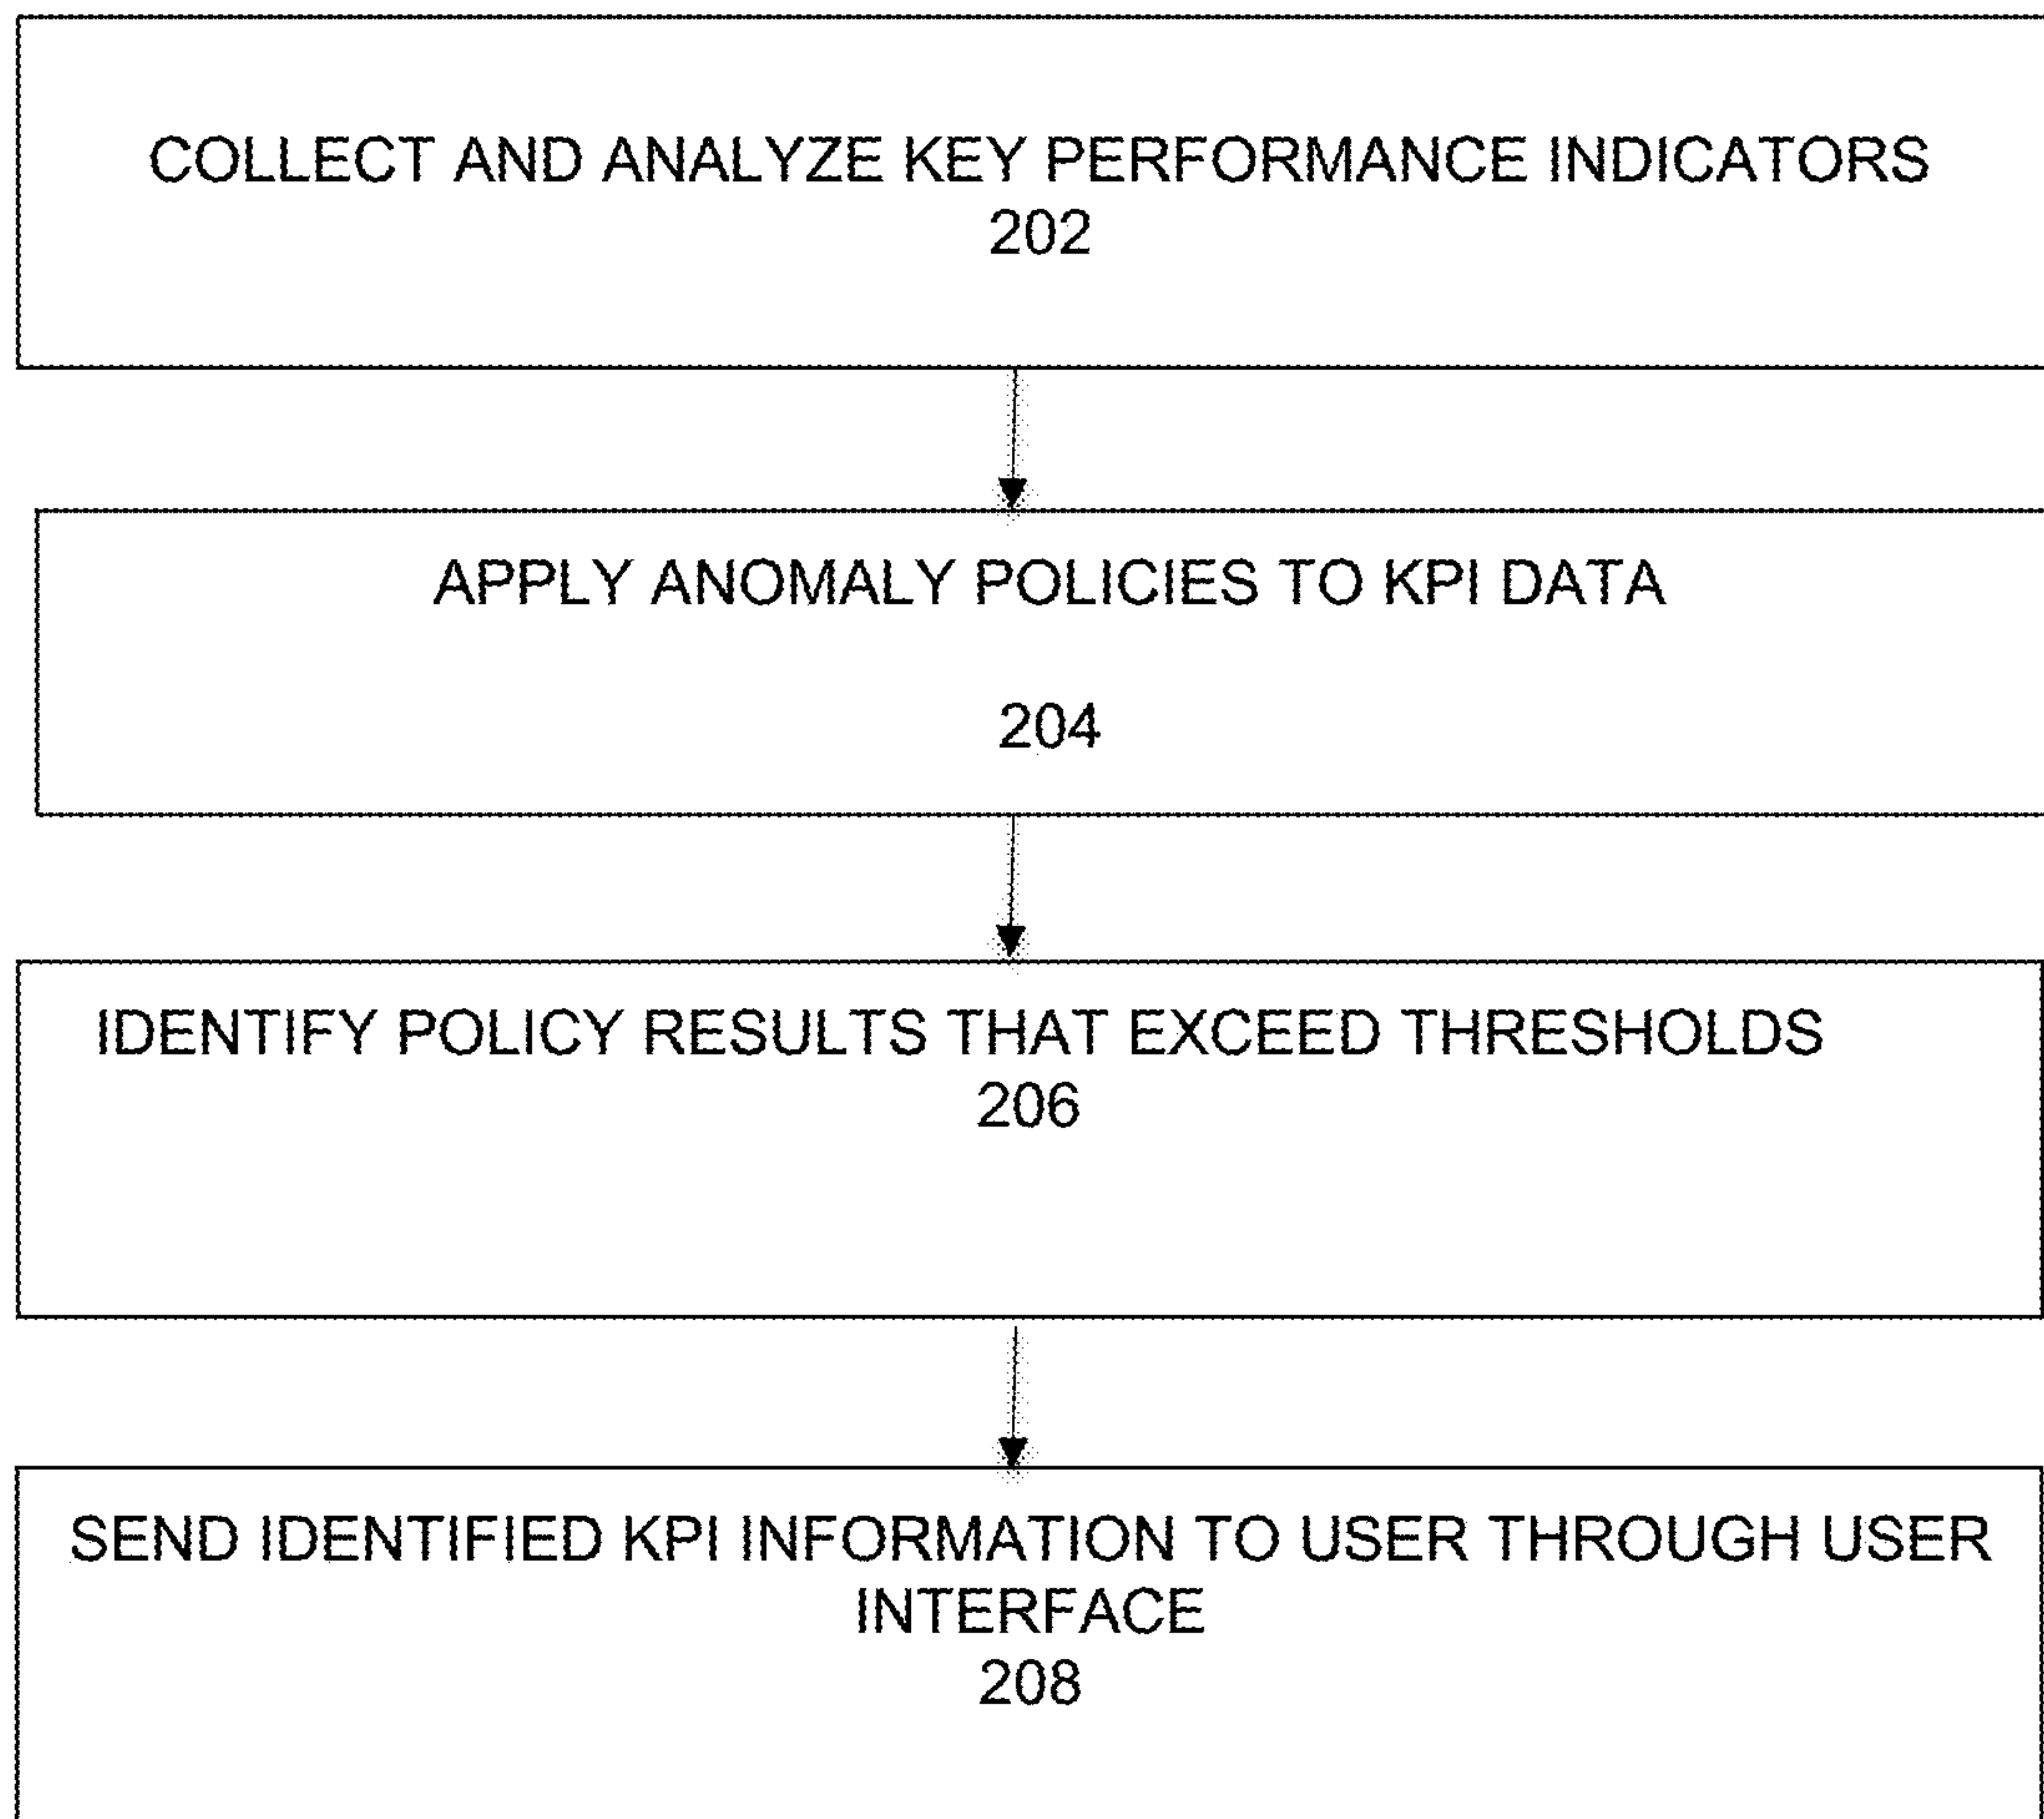 COLLECT AND ANALYZE KEY PERFORMANCE INDICATORS
202
APPLY ANOMALY POLICIES TO KPI DATA
204
IDENTIFY POLICY RESULTS THAT EXCEED THRESHOLDS
206
SEND IDENTIFIED KPI INFORMATION TO USER THROUGH USER
INTERFACE
208